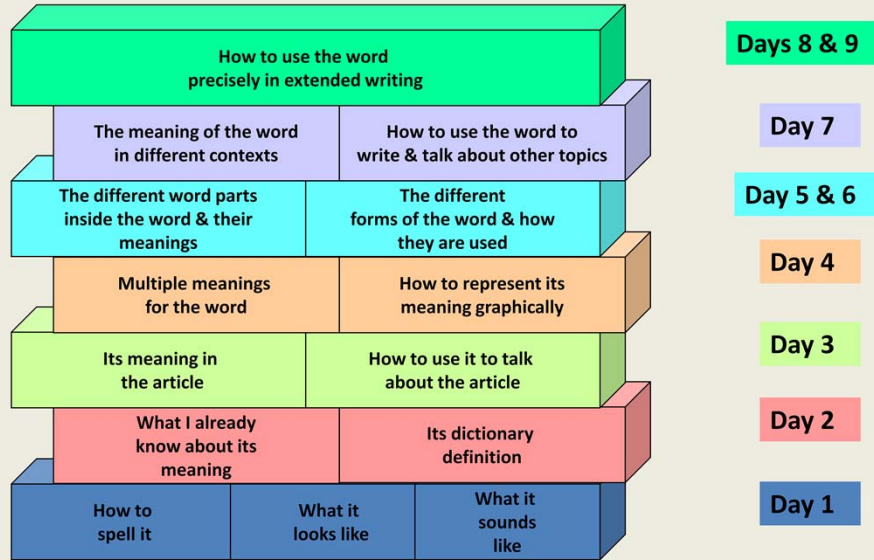 How to use the word
precisely in extended writing
Days 8 & 9
The meaning of the word
in different contexts
How to use the word to
write & talk about other topics
Day 7
The different word parts
inside the word & their
meanings
The different
forms of the word & how
they are used
Day 5 & 6
Multiple meanings
for the word
How to represent its
meaning graphically
Day 4
Its meaning in
the article
How to use it to talk
about the article
Day 3
What I already
know about its
meaning
Its dictionary
definition
Day 2
How to
spell it
What it
looks like
What it
sounds
like
Day 1